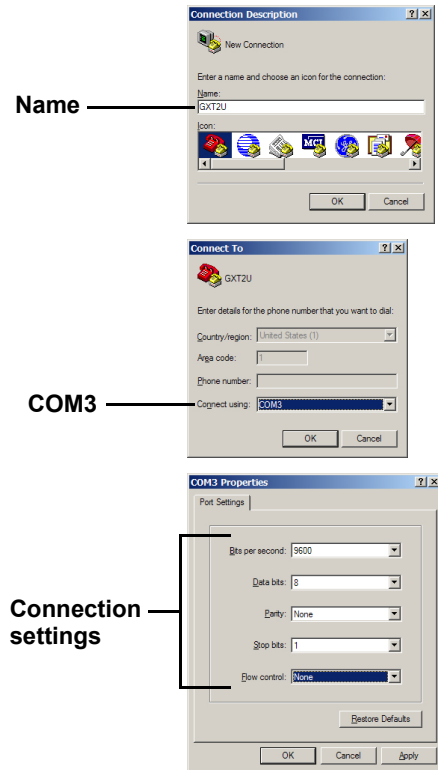 Connection Description
New Connection
Enter a name and choose an icon for the connection:
Name:
Name
GXT2U
Icon:
MCI
OK Cancel
Connect To
GXT2U
Enter details for the phone number that you want to dial:
Country/region: United States (1)
Area code: 1
Phone number:
COM3
Connect using: COM3
OK Cancel
COM3 Properties
Port Settings
Bits per second: 9600
Data bits: 8
Parity: None
Connection settings
Stop bits: 1
Flow control: None
Restore Defaults
OK Cancel Apply